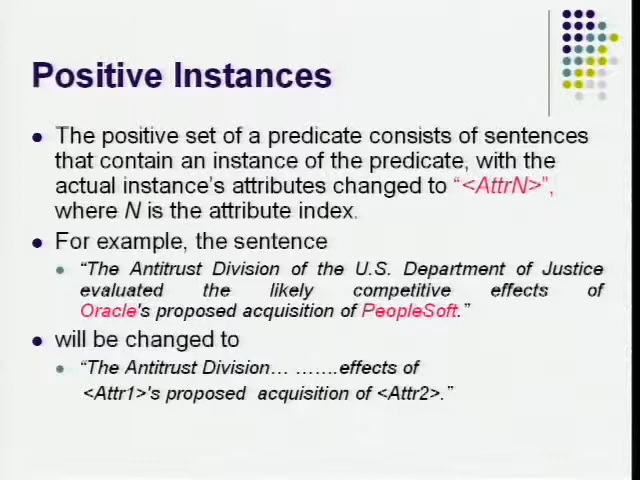 Positive Instances
The positive set of a predicate consists of sentences
that contain an instance of the predicate, with the
actual instance's attributes changed to “<AttrN>”,
where N is the attribute index.
For example, the sentence
“The Antitrust Division of the U.S. Department of Justice
evaluated the likely competitive effects of
Oracle's proposed acquisition of PeopleSoft.”
will be changed to
“The Antitrust Division… …….effects of
<Attr1>'s proposed acquisition of <Attr2>.”